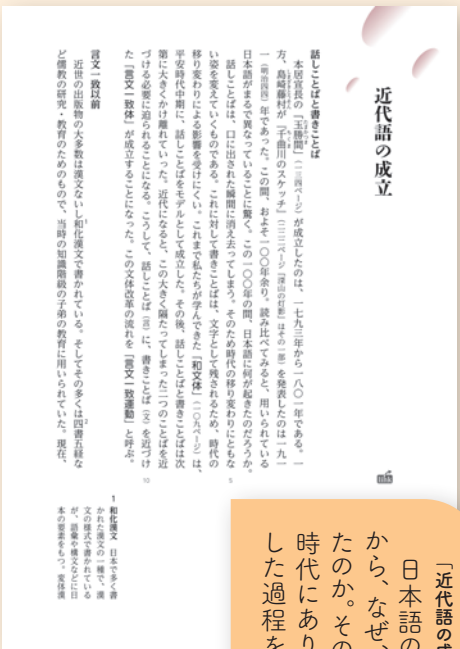 近代語の成立
話しことばと書きことば
本居宣長の『玉勝間』(一三四ページ)が成立したのは、一七九三年から一八〇一年である。一
方、島崎藤村が『千曲川のスケッチ』(二二二ページ「深山の灯影」はその一部)を発表したのは一九一
一(明治四四)年であった。この間、およそ一〇〇年余り。読み比べてみると、用いられている
日本語がまるで異なっていることに驚く。この一〇〇年の間、日本語に何が起きたのだろうか。
話しことばは、口に出された瞬間に消え去ってしまう。そのため時代の移り変わりにともな
い姿を変えていくものである。これに対して書きことばは、文字として残されるため、時代の
移り変わりによる影響を受けにくい。これまで私たちが学んできた「和文体」(一〇九ページ)は、
平安時代中期に、話しことばをモデルとして成立した。その後、話しことばと書きことばは次
第に大きくかけ離れていった。近代になると、この大きく隔たってしまった二つのことばを近
づける必要に迫られることになる。こうして、話しことば(言)に、書きことば(文)を近づけ
た「言文一致体」が成立することになった。この文体改革の流れを「言文一致運動」と呼ぶ。
言文一致以前
近世の出版物の大多数は漢文ないし和化漢文で書かれている。そしてその多くは四書五経な
ど儒教の研究・教育のためのもので、当時の知識階級の子弟の教育に用いられていた。現在、
5
10
1 和化漢文 日本で多く書
かれた漢文の一種で、漢
文の様式で書かれている
が、語彙や構文などに日
本の要素をもつ。変体漢
「近代語の成
日本語の
から、なぜ、
たのか。その
時代にあり
した過程を